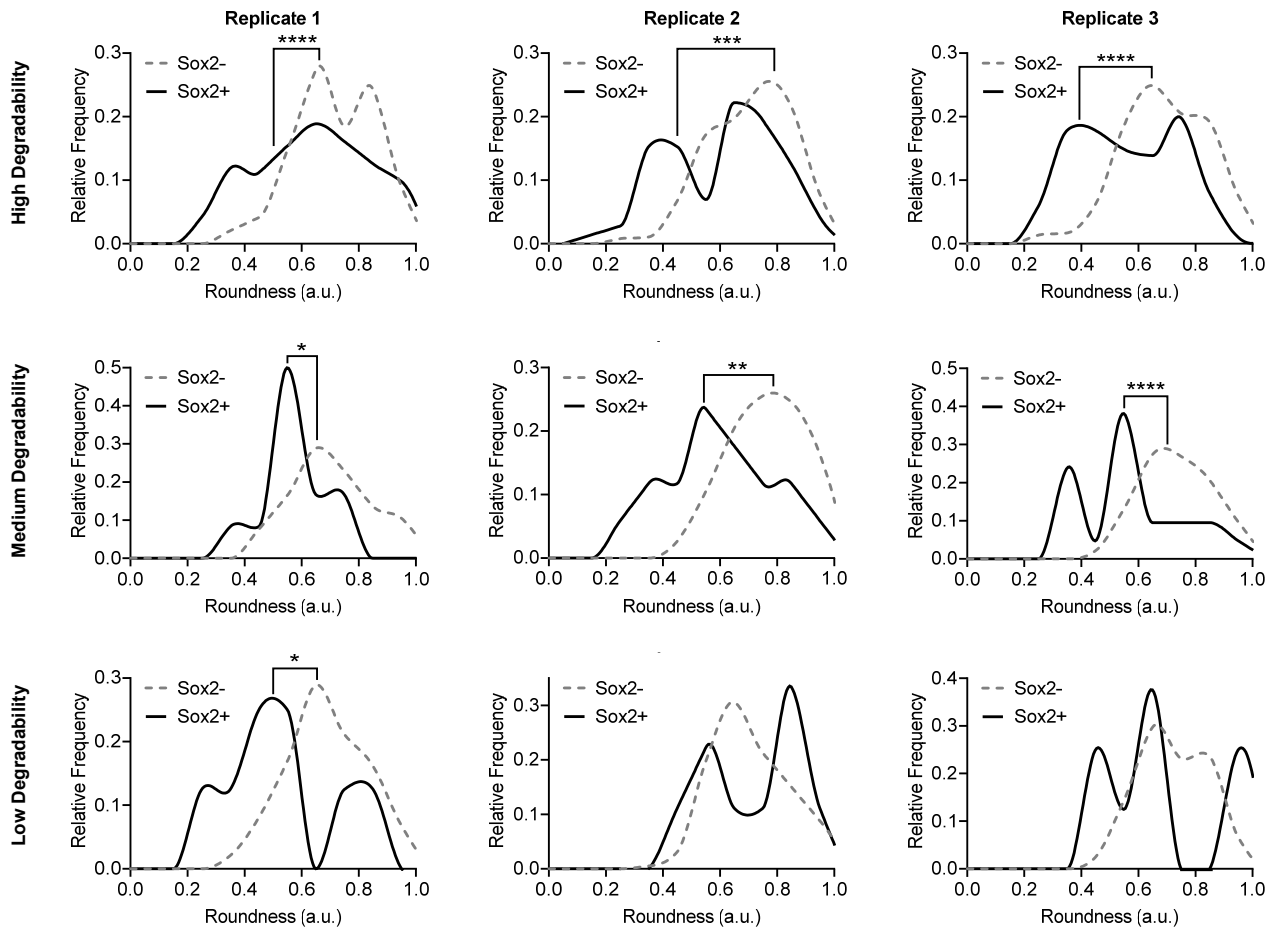 Replicate 1
Replicate 2
Replicate 3
High Degradability
Relative Frequency
0.3
0.2
0.1
0.0
****
Sox2-
Sox2+
0.0 0.2 0.4 0.6 0.8 1.0
Roundness (a.u.)
Relative Frequency
0.3
0.2
0.1
0.0
***
Sox2-
Sox2+
0.0 0.2 0.4 0.6 0.8 1.0
Roundness (a.u.)
Relative Frequency
0.3
0.2
0.1
0.0
****
Sox2-
Sox2+
0.0 0.2 0.4 0.6 0.8 1.0
Roundness (a.u.)
Medium Degradability
Relative Frequency
0.5
0.4
0.3
0.2
0.1
0.0
*
Sox2-
Sox2+
0.0 0.2 0.4 0.6 0.8 1.0
Roundness (a.u.)
Relative Frequency
0.3
0.2
0.1
0.0
**
Sox2-
Sox2+
0.0 0.2 0.4 0.6 0.8 1.0
Roundness (a.u.)
Relative Frequency
0.5
0.4
0.3
0.2
0.1
0.0
****
Sox2-
Sox2+
0.0 0.2 0.4 0.6 0.8 1.0
Roundness (a.u.)
Low Degradability
Relative Frequency
0.3
0.2
0.1
0.0
*
Sox2-
Sox2+
0.0 0.2 0.4 0.6 0.8 1.0
Roundness (a.u.)
Relative Frequency
0.3
0.2
0.1
0.0
Sox2-
Sox2+
0.0 0.2 0.4 0.6 0.8 1.0
Roundness (a.u.)
Relative Frequency
0.4
0.3
0.2
0.1
0.0
Sox2-
Sox2+
0.0 0.2 0.4 0.6 0.8 1.0
Roundness (a.u.)